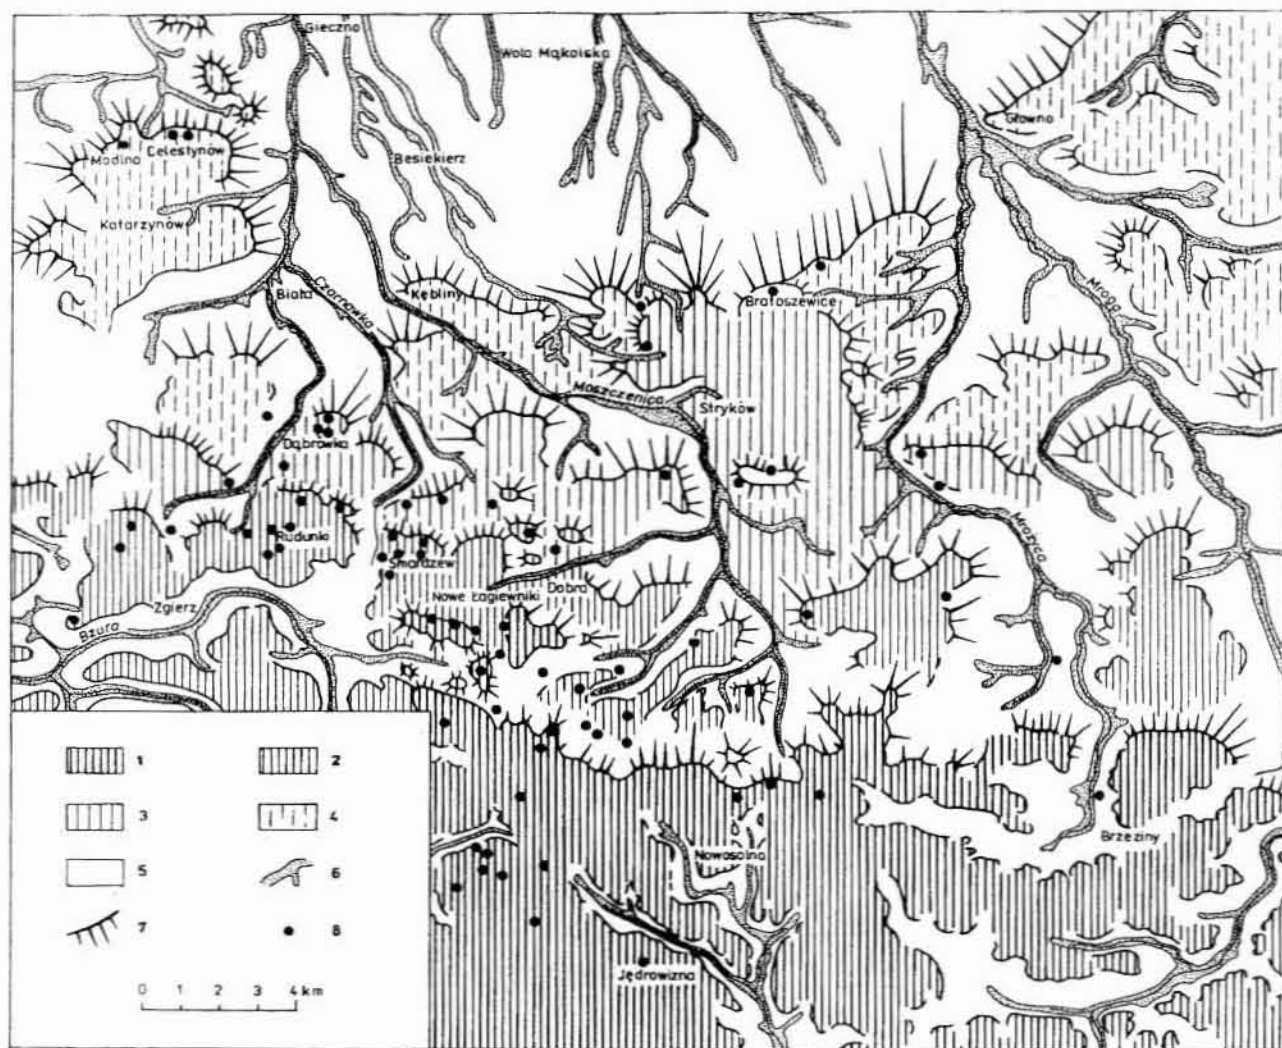 Gieczno
Wola Mąkolska
Główno
Modlna
Celestynów
Besiekierz
Katarzynów
Biała
Czarnawka
Kębliny
Bratoszewice
Mroga
Moszczenica
Stryków
Dąbrówka
Rudunki
Smardzew
Mrożyca
Nowe Łagiewniki
Dobra
Zgierz
Bzura
Brzeziny
Nowosolna
Jędrowizna
1 2
3 4
5 6
7 8
0 1 2 3 4 km